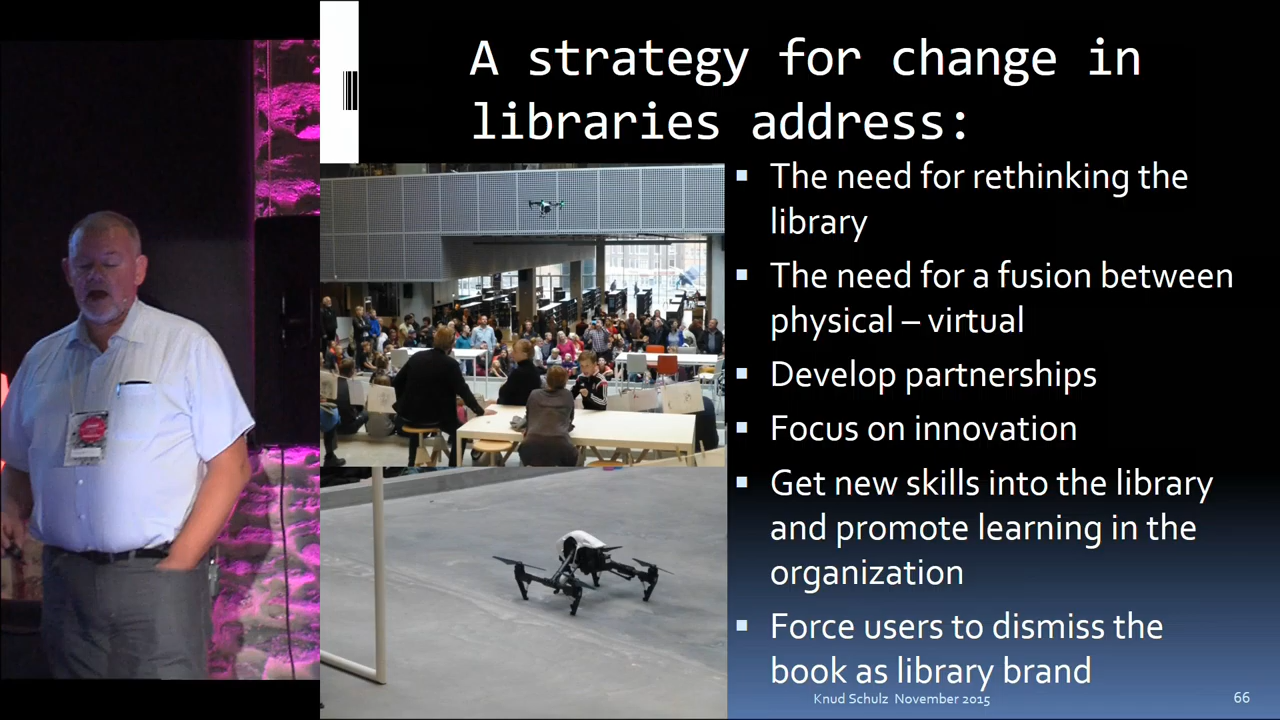 A strategy for change in
libraries address:
▪ The need for rethinking the
library
▪ The need for a fusion between
physical – virtual
▪ Develop partnerships
▪ Focus on innovation
▪ Get new skills into the library
and promote learning in the
organization
▪ Force users to dismiss the
book as library brand
Knud Schulz November 2015
66